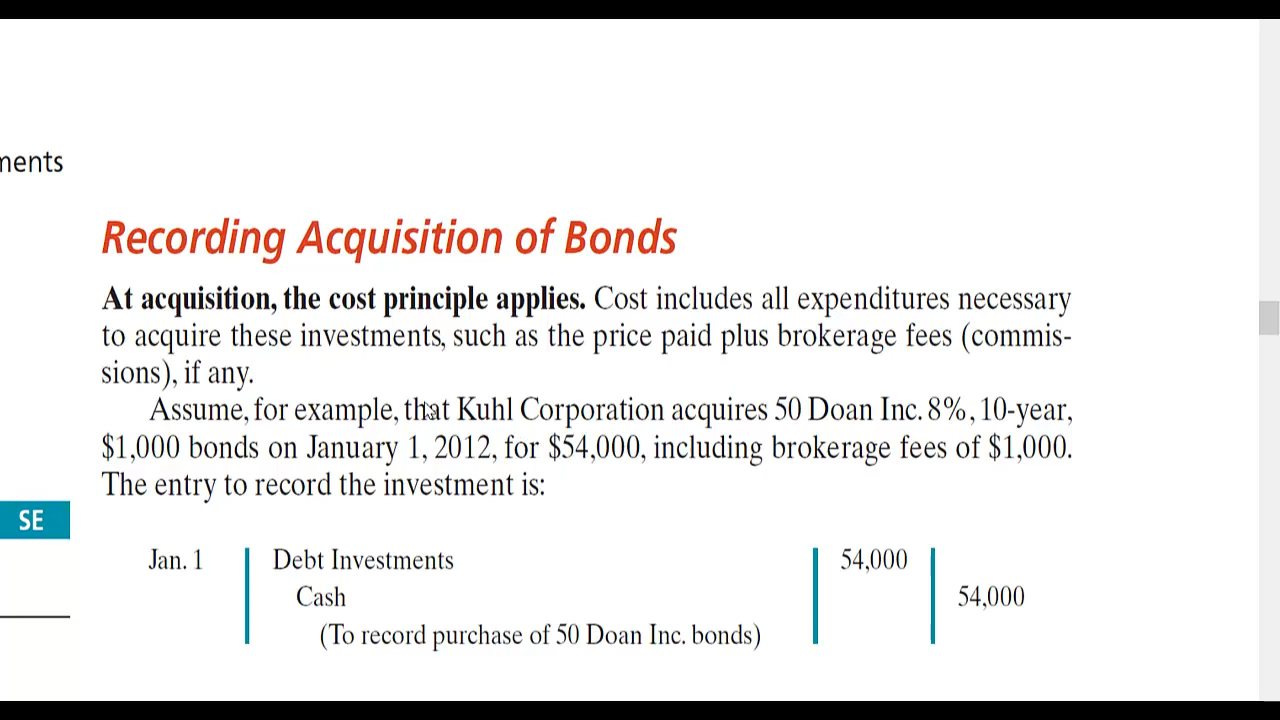 ments
Recording Acquisition of Bonds
At acquisition, the cost principle applies. Cost includes all expenditures necessary
to acquire these investments, such as the price paid plus brokerage fees (commis-
sions), if any.
Assume, for example, that Kuhl Corporation acquires 50 Doan Inc. 8%, 10-year,
$1,000 bonds on January 1, 2012, for $54,000, including brokerage fees of $1,000.
The entry to record the investment is:
SE
Jan. 1 Debt Investments 54,000
Cash 54,000
(To record purchase of 50 Doan Inc. bonds)